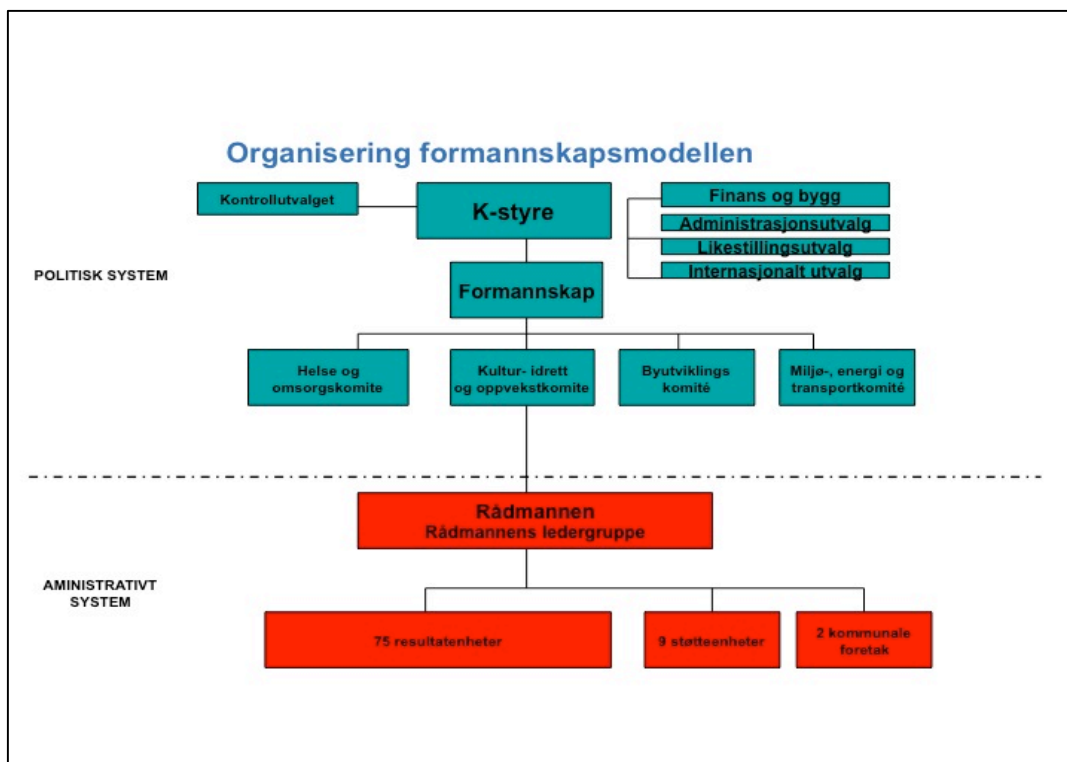 Organisering formannskapsmodellen
Kontrollutvalget
K-styre
Finans og bygg
Administrasjonsutvalg
Likestillingsutvalg
Internasjonalt utvalg
POLITISK SYSTEM
Formannskap
Helse og
omsorgskomite
Kultur- idrett
og oppvekstkomite
Byutviklings
komité
Miljø-, energi og
transportkomité
Rådmannen
Rådmannens ledergruppe
AMINISTRATIVT
SYSTEM
75 resultatenheter
9 støtteenheter
2 kommunale
foretak